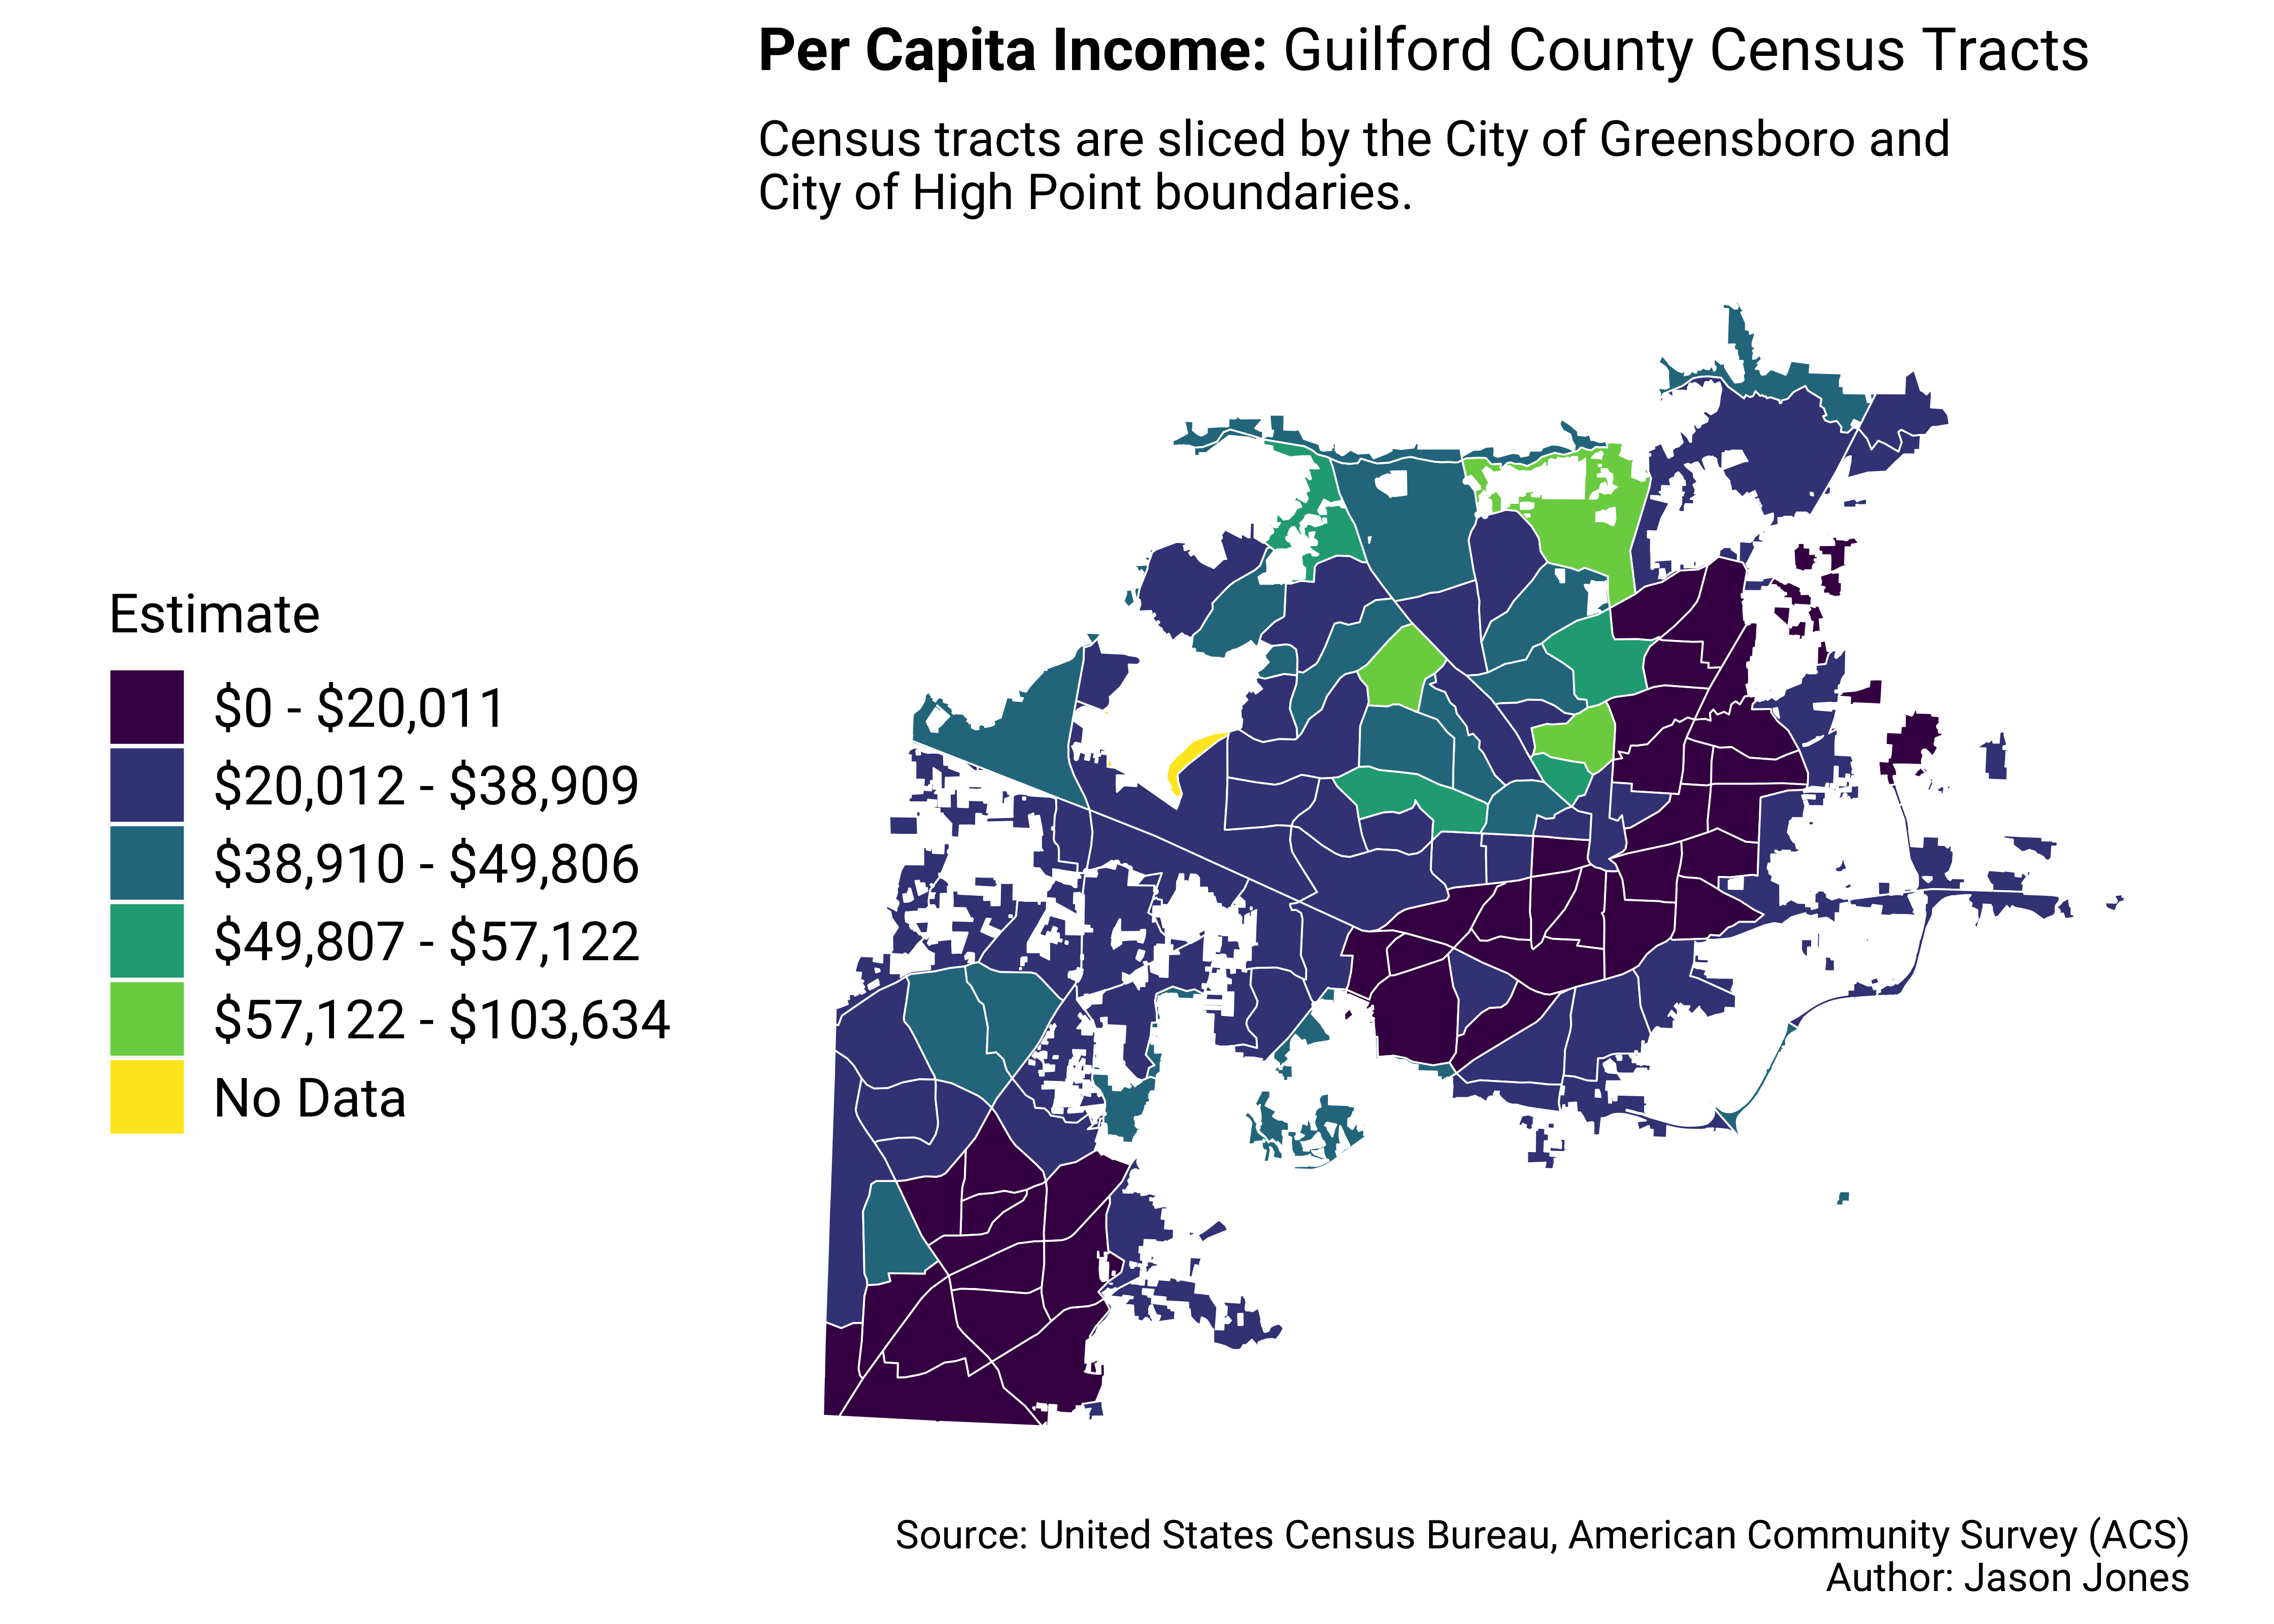 Per Capita Income: Guilford County Census Tracts
Census tracts are sliced by the City of Greensboro and
City of High Point boundaries.
Estimate
$0 - $20,011
$20,012 - $38,909
$38,910 - $49,806
$49,807 - $57,122
$57,122 - $103,634
No Data
Source: United States Census Bureau, American Community Survey (ACS)
Author: Jason Jones